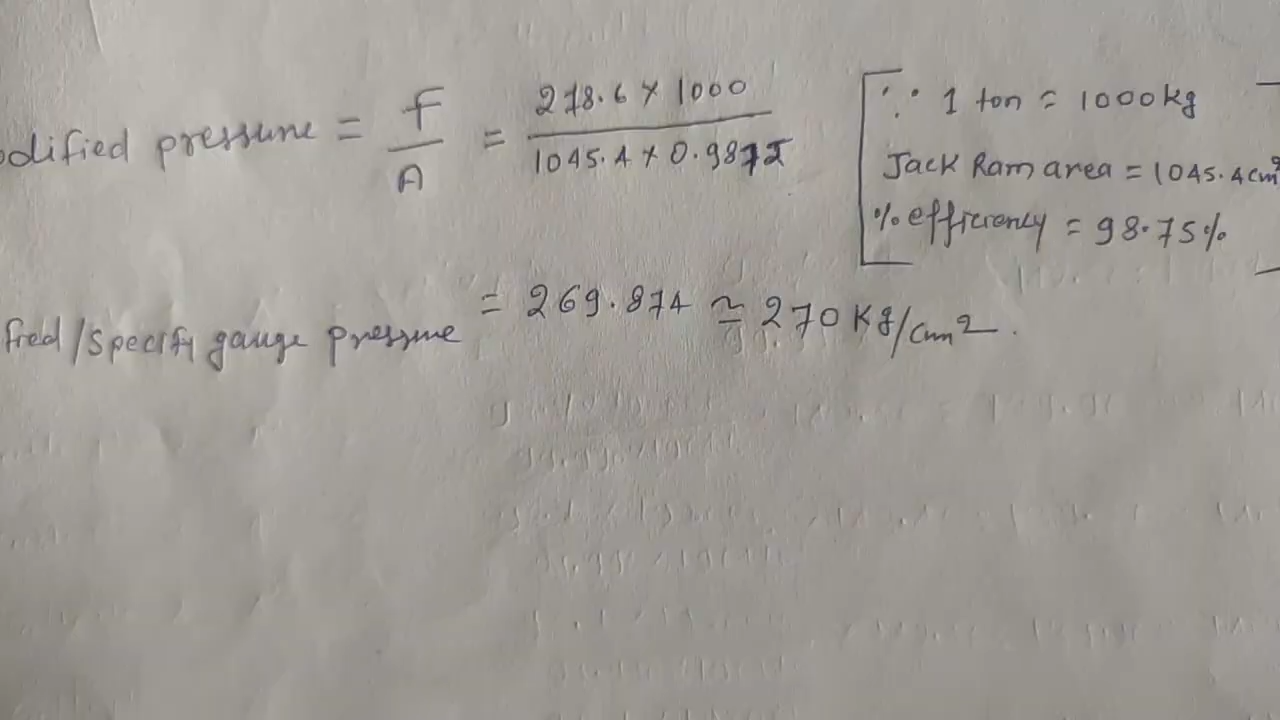 odified pressure = F/A = 278.6 × 1000 / 1045.4 × 0.9875
[∵ 1 ton = 1000 kg
Jack Ram area = 1045.4 cm²
% efficiency = 98.75%]
fied/specify gauge pressure = 269.874 ≃ 270 Kg/cm².